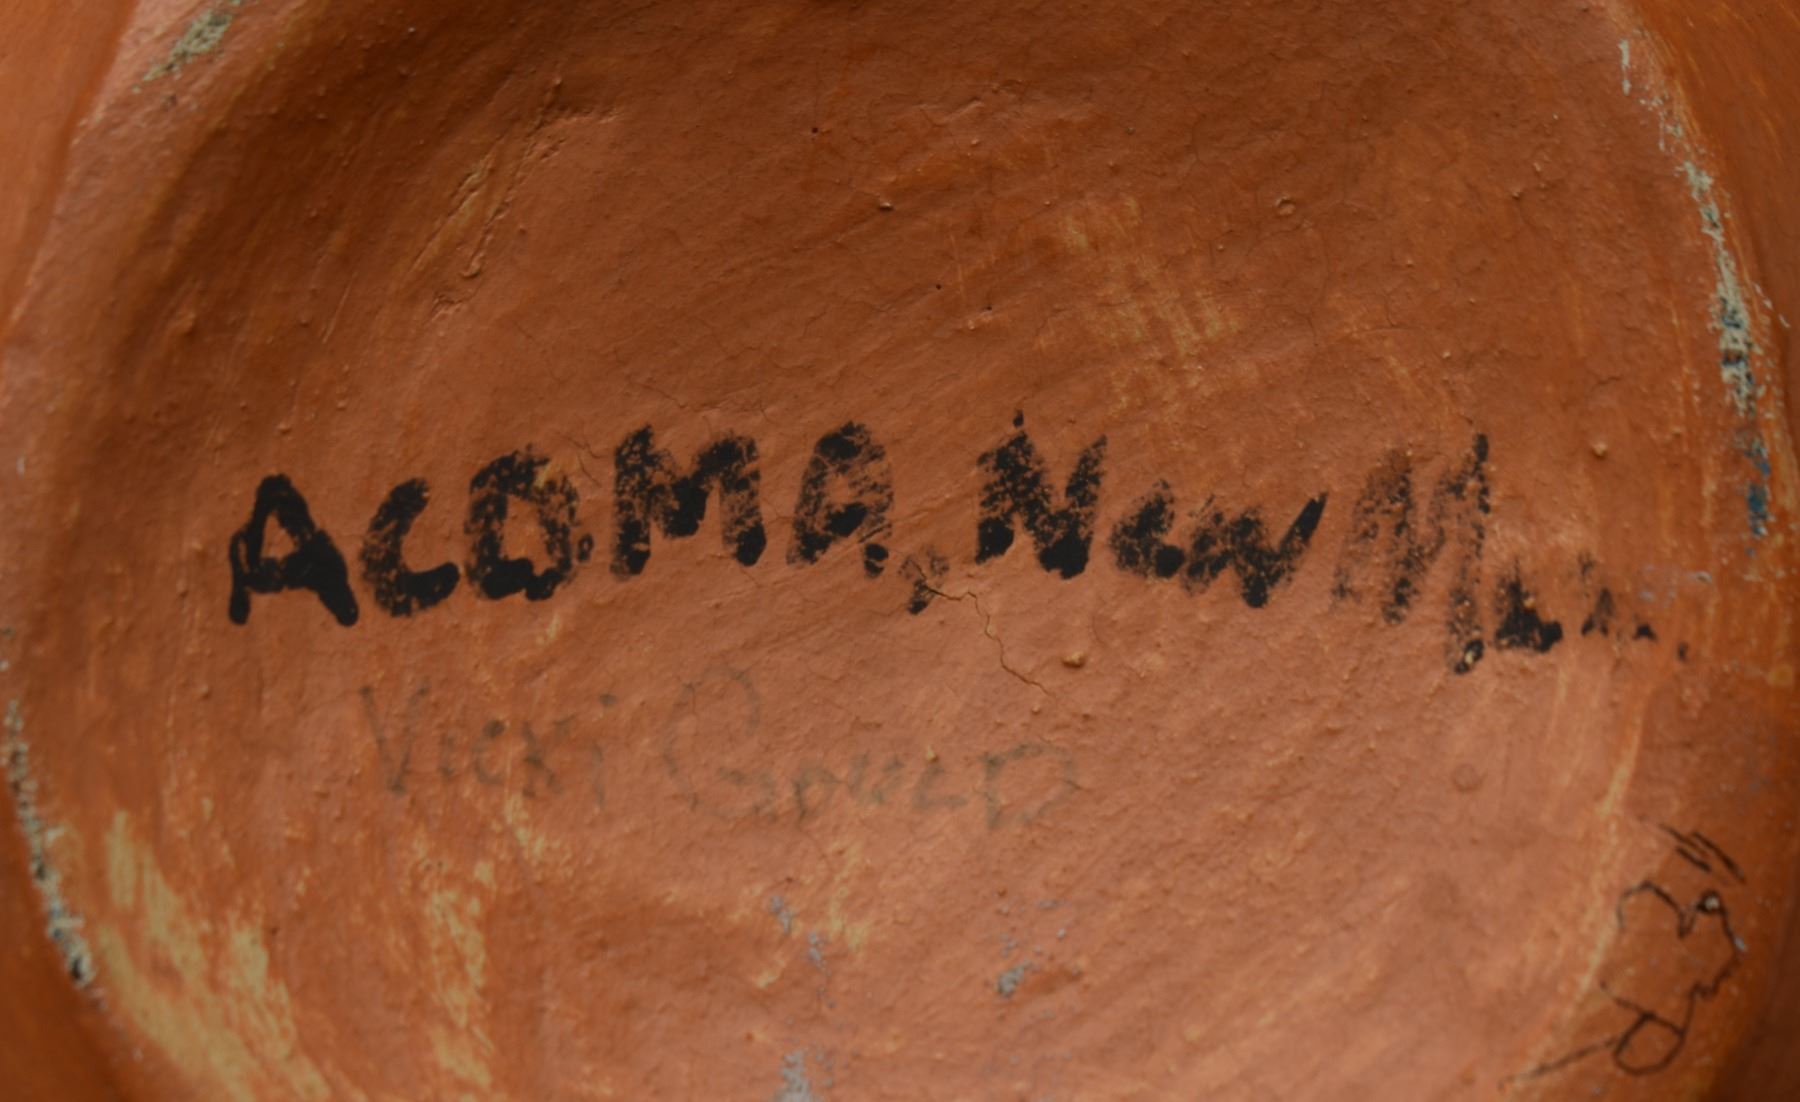 ACOMA, New Mex.
Vicki Gould